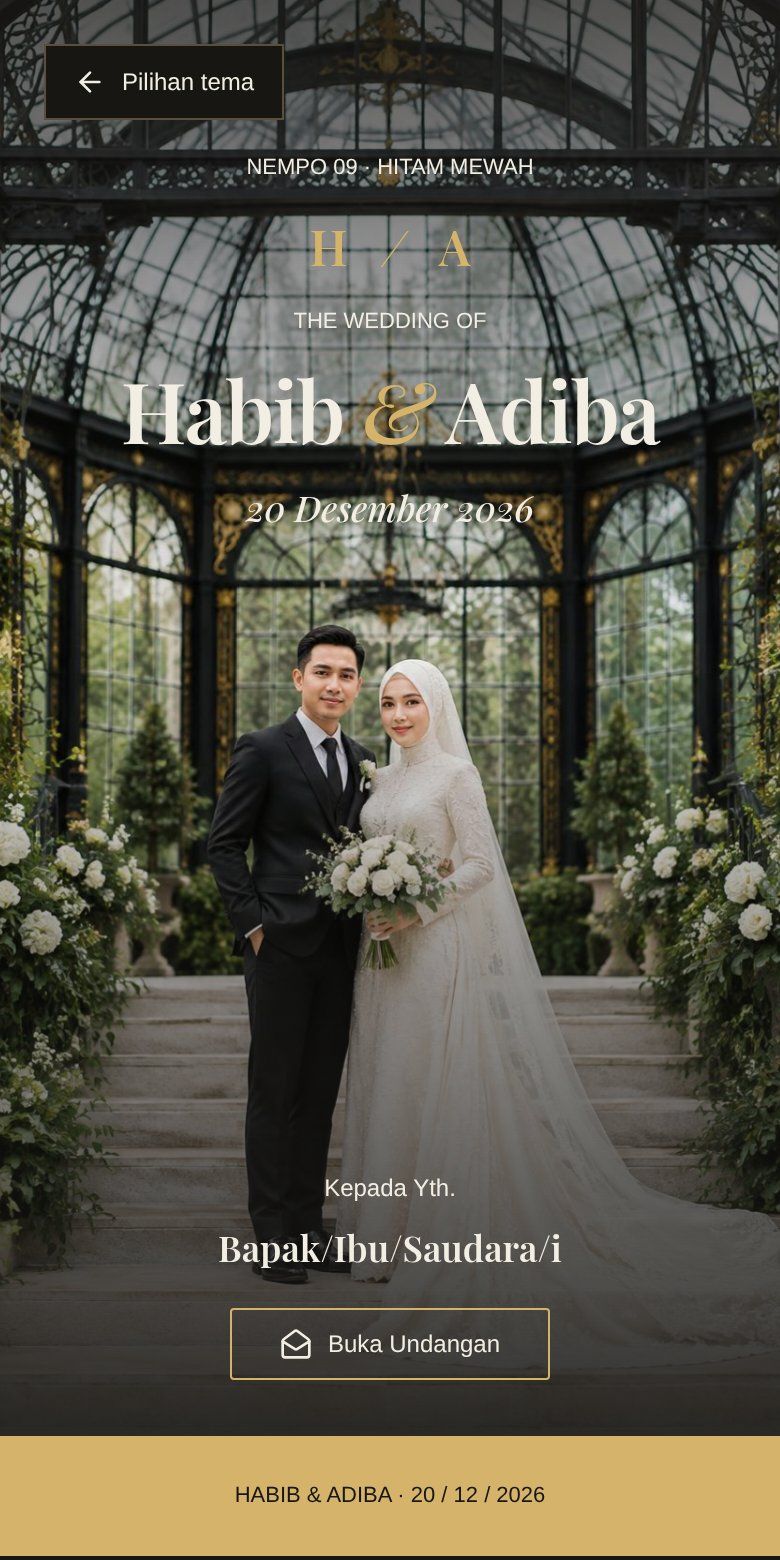 Pilihan tema
NEMPO 09 · HITAM MEWAH
H / A
THE WEDDING OF
Habib & Adiba
20 Desember 2026
Kepada Yth.
Bapak/Ibu/Saudara/i
Buka Undangan
HABIB & ADIBA · 20 / 12 / 2026